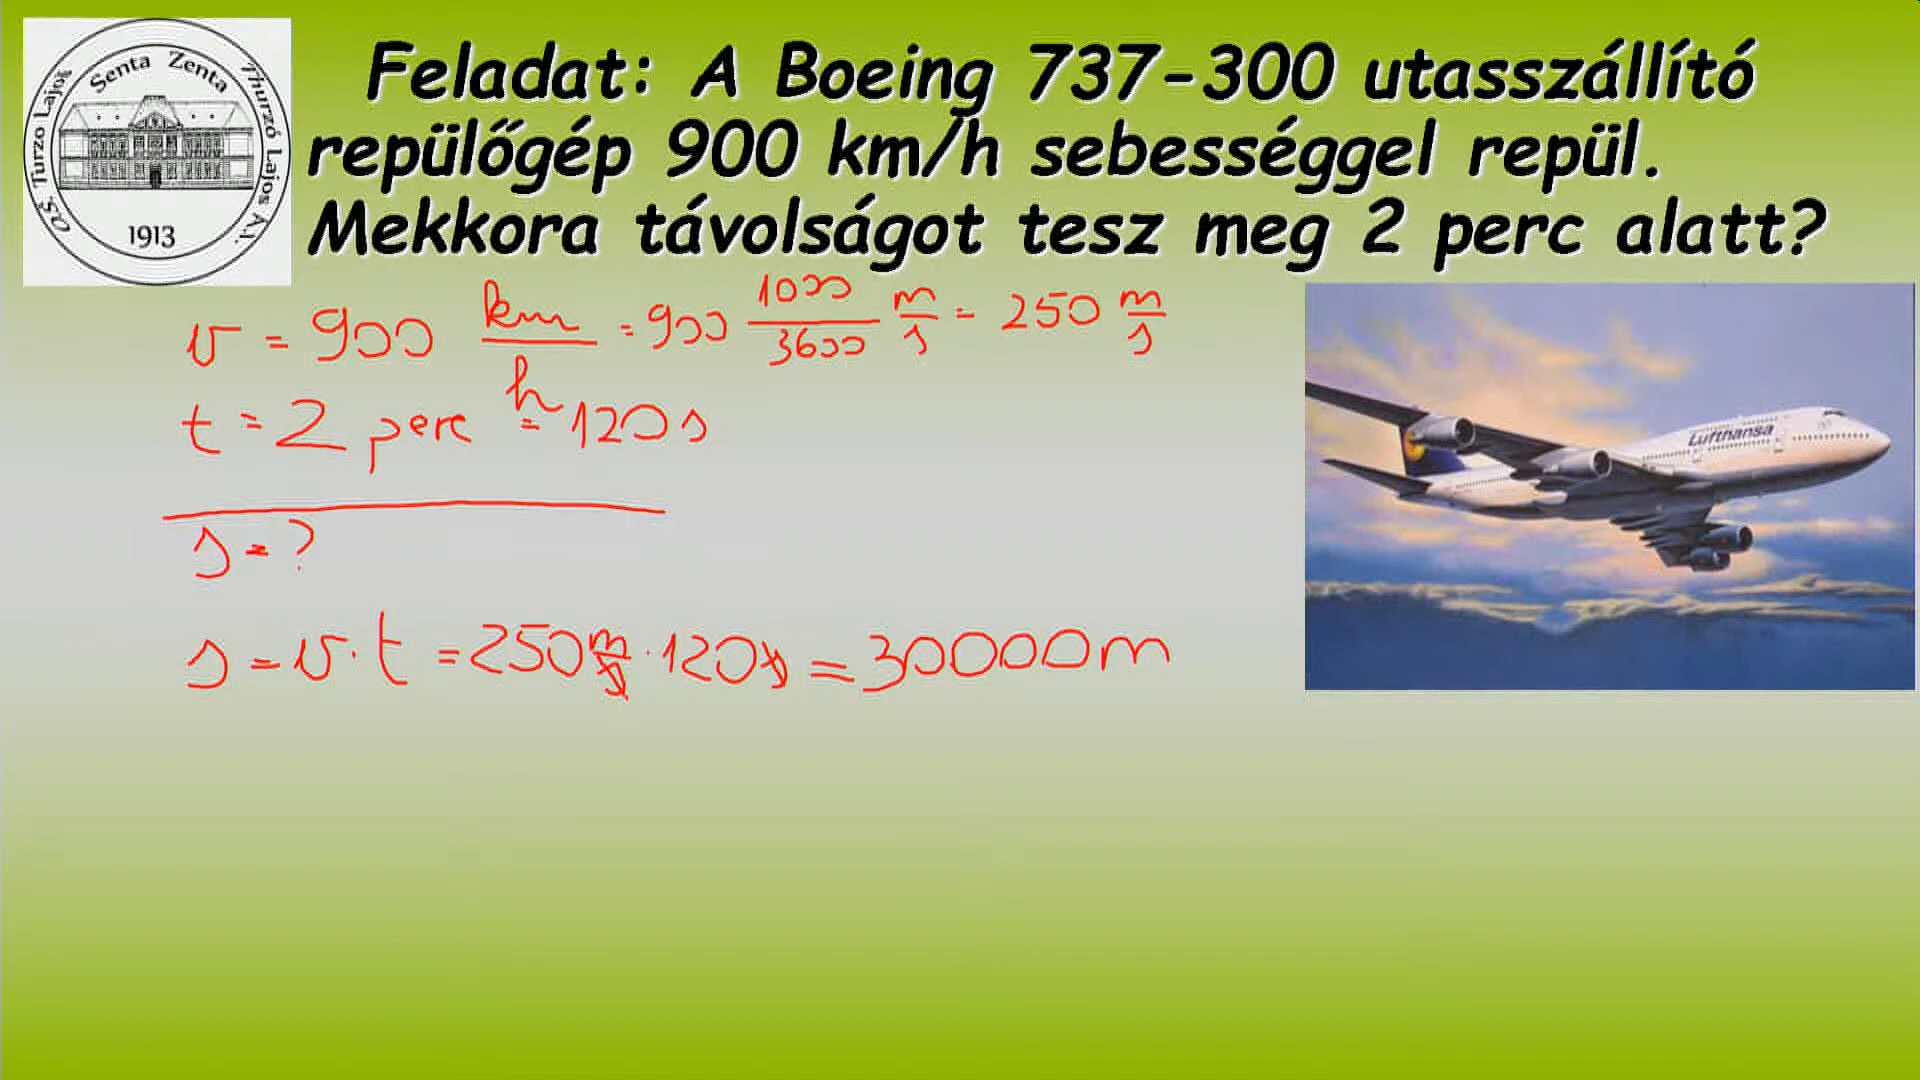 Feladat: A Boeing 737-300 utasszállító
repülőgép 900 km/h sebességgel repül.
Mekkora távolságot tesz meg 2 perc alatt?
O.Š. Turzo Lajoš Senta Zenta Thurzó Lajos Á.I.
1913
v = 900 km/h = 900 1000/3600 m/s = 250 m/s
t = 2 perc = 120 s
s = ?
s = v · t = 250 m/s · 120 s = 30000 m
Lufthansa